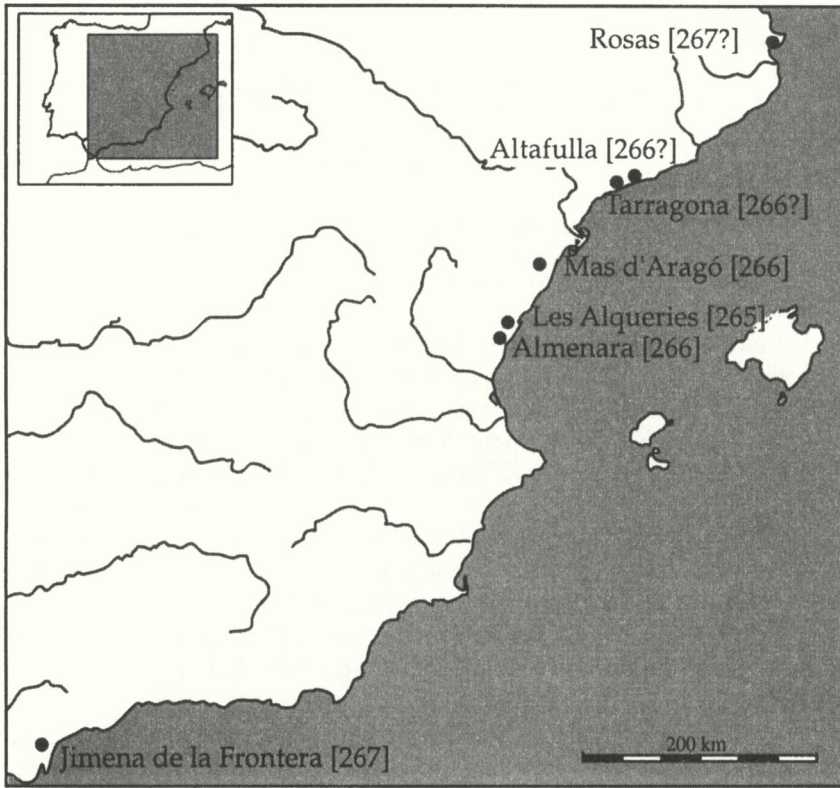 Rosas [267?]
Altafulla [266?]
Tarragona [266?]
Mas d'Aragó [266]
Les Alqueries [265]
Almenara [266]
200 km
Jimena de la Frontera [267]